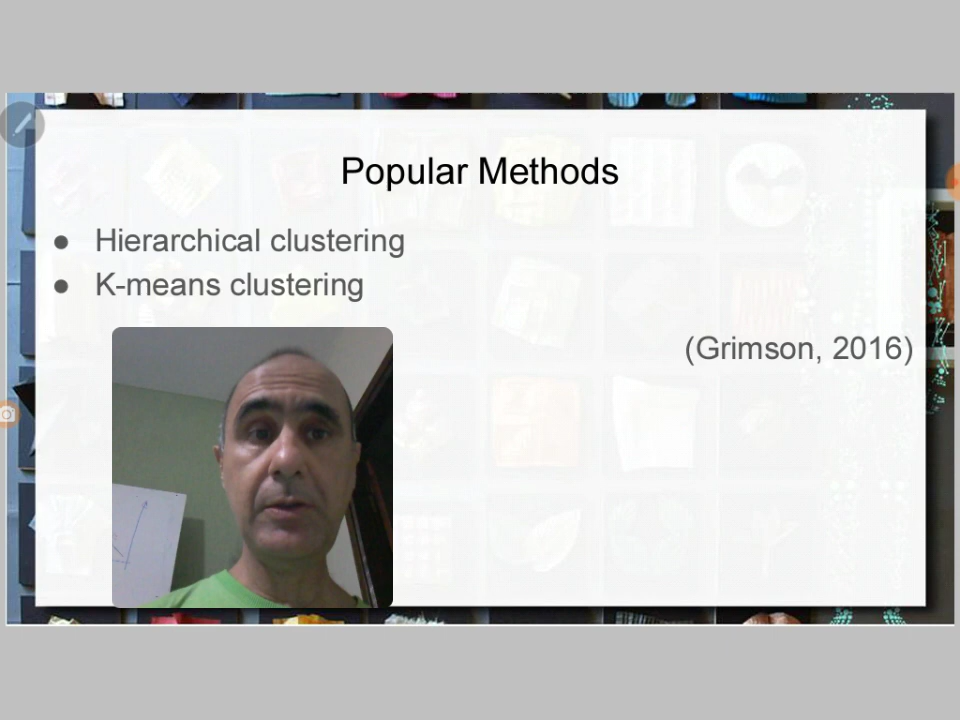 Popular Methods
● Hierarchical clustering
● K-means clustering
(Grimson, 2016)